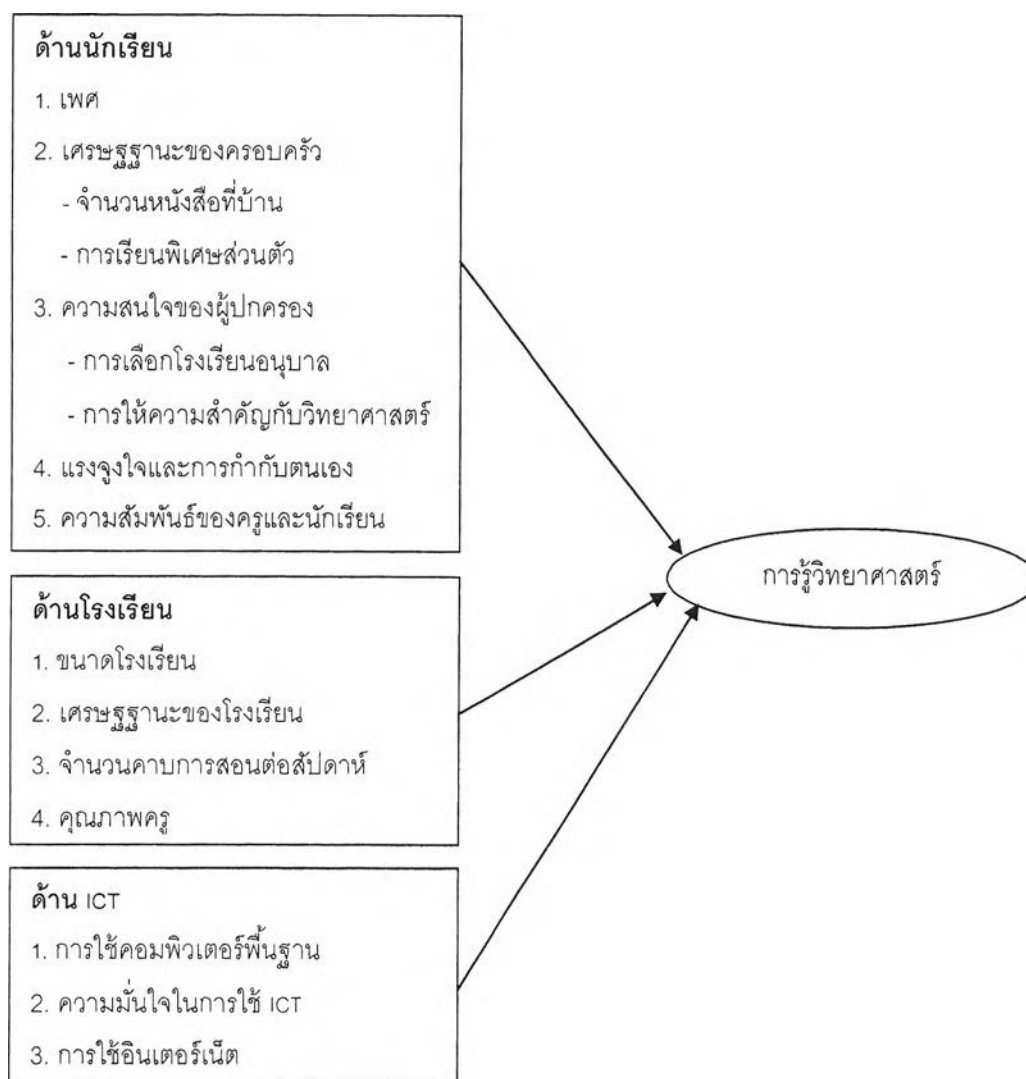 ด้านนักเรียน
1. เพศ
2. เศรษฐฐานะของครอบครัว
- จำนวนหนังสือที่บ้าน
- การเรียนพิเศษส่วนตัว
3. ความสนใจของผู้ปกครอง
- การเลือกโรงเรียนอนุบาล
- การให้ความสำคัญกับวิทยาศาสตร์
4. แรงจูงใจและการกำกับตนเอง
5. ความสัมพันธ์ของครูและนักเรียน
การรู้วิทยาศาสตร์
ด้านโรงเรียน
1. ขนาดโรงเรียน
2. เศรษฐฐานะของโรงเรียน
3. จำนวนคาบการสอนต่อสัปดาห์
4. คุณภาพครู
ด้าน ICT
1. การใช้คอมพิวเตอร์พื้นฐาน
2. ความมั่นใจในการใช้ ICT
3. การใช้อินเตอร์เน็ต